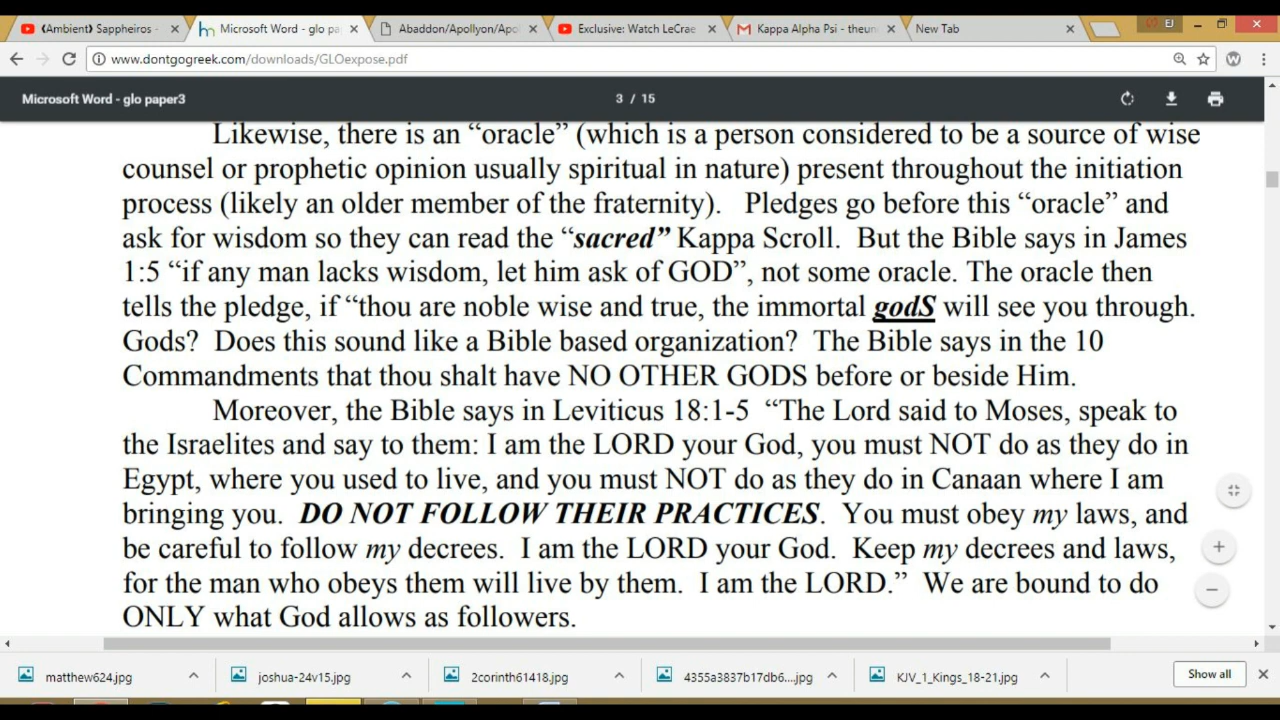 (Ambient) Sappheiros -
Microsoft Word - glo pa
Abaddon/Apollyon/Apol
Exclusive: Watch LeCrae
Kappa Alpha Psi - theun
New Tab
EJ
www.dontgogreek.com/downloads/GLOexpose.pdf
Microsoft Word - glo paper3
3 / 15
Likewise, there is an “oracle” (which is a person considered to be a source of wise
counsel or prophetic opinion usually spiritual in nature) present throughout the initiation
process (likely an older member of the fraternity).   Pledges go before this “oracle” and
ask for wisdom so they can read the “sacred” Kappa Scroll.  But the Bible says in James
1:5 “if any man lacks wisdom, let him ask of GOD”, not some oracle. The oracle then
tells the pledge, if “thou are noble wise and true, the immortal godS will see you through.
Gods?  Does this sound like a Bible based organization?  The Bible says in the 10
Commandments that thou shalt have NO OTHER GODS before or beside Him.
Moreover, the Bible says in Leviticus 18:1-5  “The Lord said to Moses, speak to
the Israelites and say to them: I am the LORD your God, you must NOT do as they do in
Egypt, where you used to live, and you must NOT do as they do in Canaan where I am
bringing you.  DO NOT FOLLOW THEIR PRACTICES.  You must obey my laws, and
be careful to follow my decrees.  I am the LORD your God.  Keep my decrees and laws,
for the man who obeys them will live by them.  I am the LORD.”  We are bound to do
ONLY what God allows as followers.
matthew624.jpg
joshua-24v15.jpg
2corinth61418.jpg
4355a3837b17db6....jpg
KJV_1_Kings_18-21.jpg
Show all